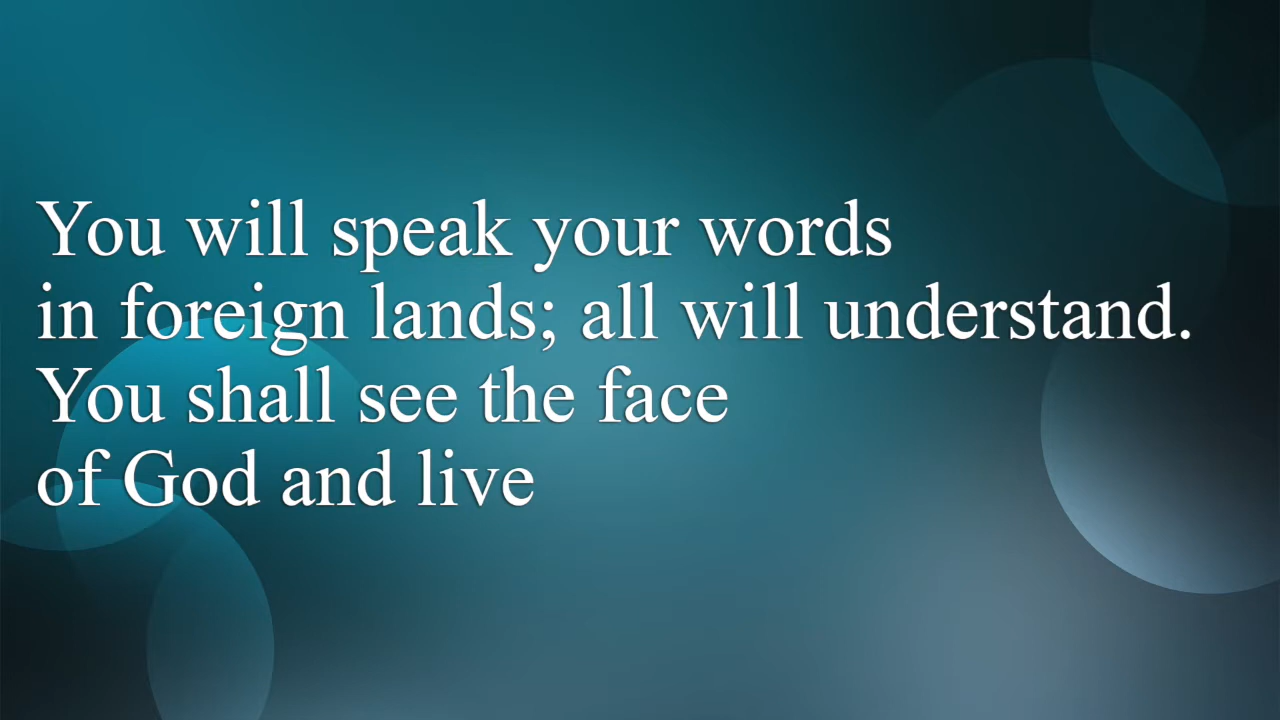 You will speak your words
in foreign lands; all will understand.
You shall see the face
of God and live